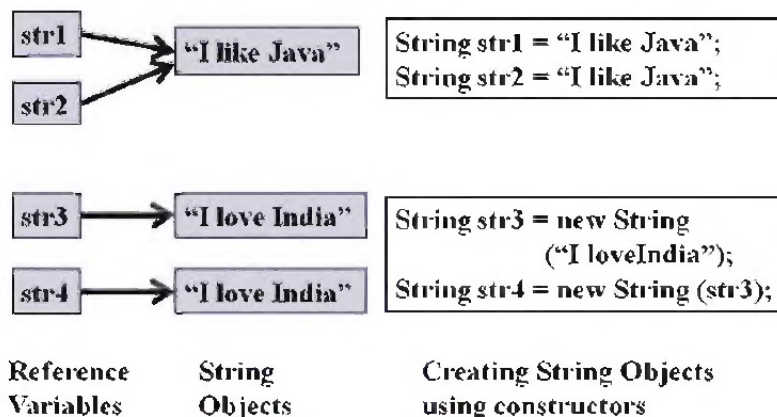 str1
"I like Java"
str2
String str1 = "I like Java";
String str2 = "I like Java";
str3
"I love India"
str4
"I love India"
String str3 = new String
("I loveIndia");
String str4 = new String (str3);
Reference
Variables
String
Objects
Creating String Objects
using constructors